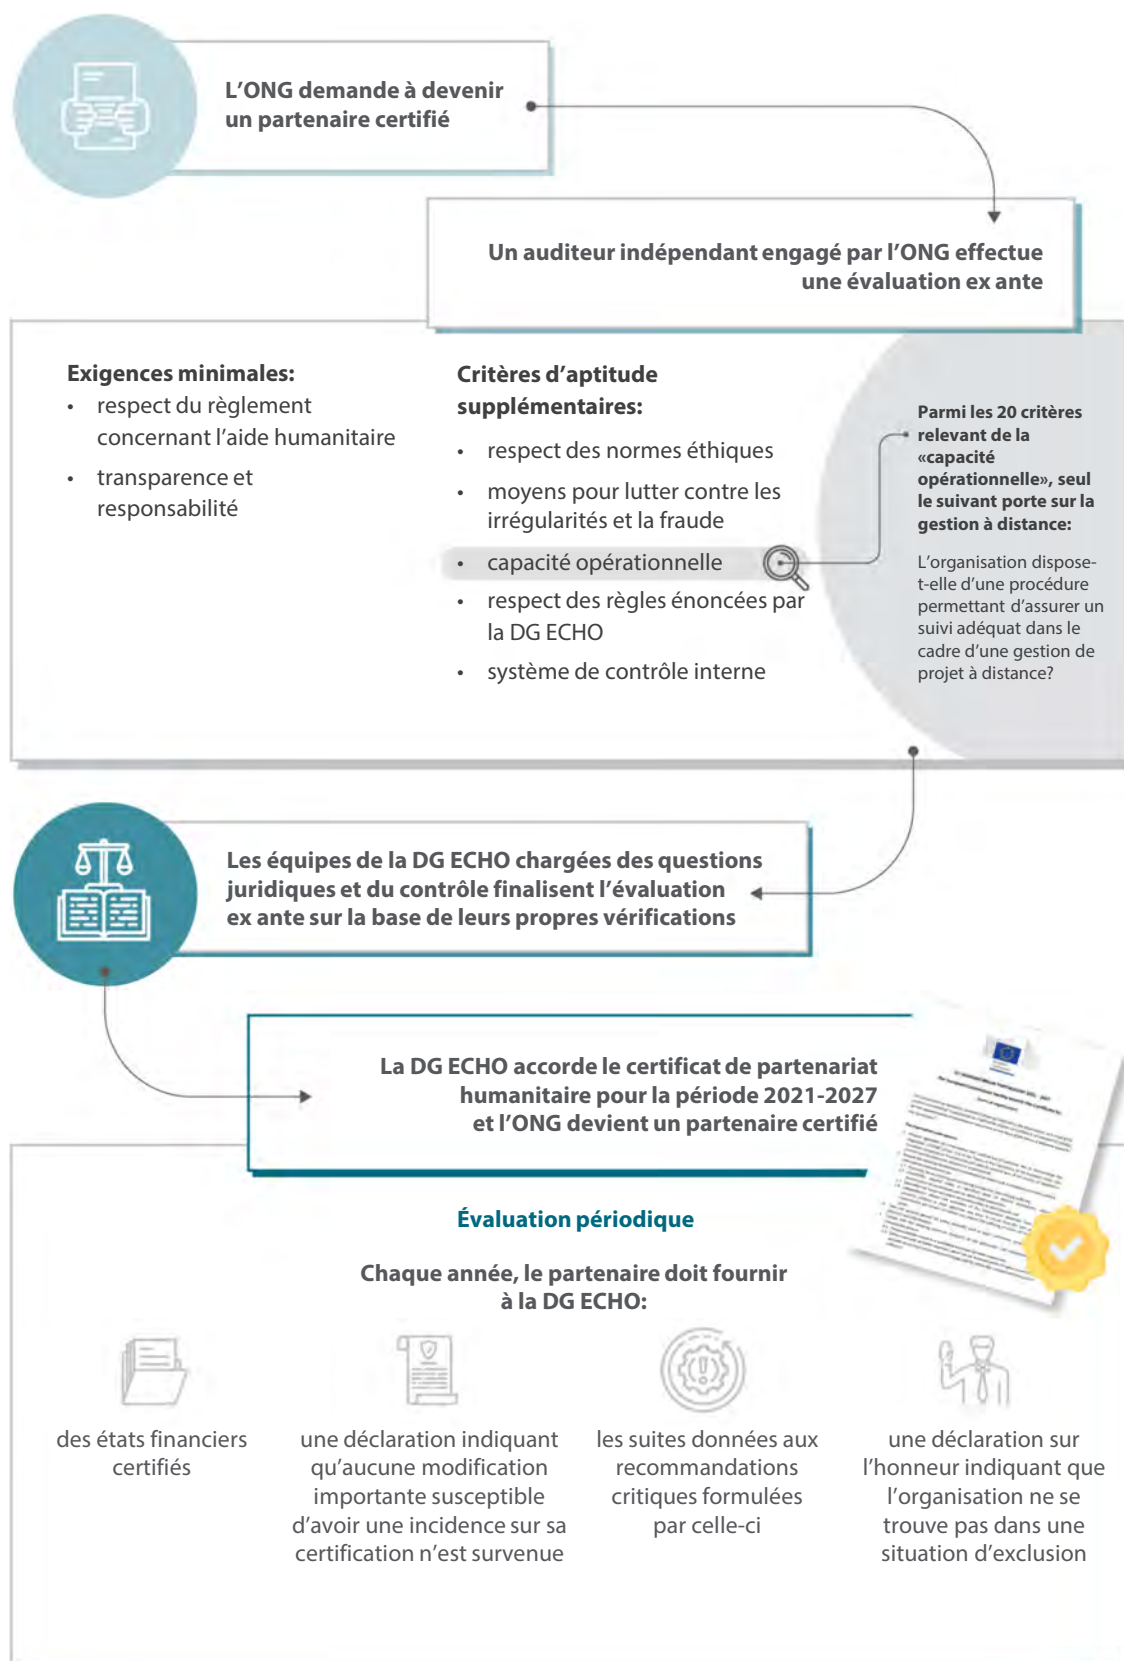 L'ONG demande à devenir
un partenaire certifié
Un auditeur indépendant engagé par l'ONG effectue
une évaluation ex ante
Exigences minimales:
• respect du règlement
concernant l'aide humanitaire
• transparence et
responsabilité
Critères d'aptitude
supplémentaires:
• respect des normes éthiques
• moyens pour lutter contre les
irrégularités et la fraude
• capacité opérationnelle
• respect des règles énoncées par
la DG ECHO
• système de contrôle interne
Parmi les 20 critères
relevant de la
«capacité
opérationnelle», seul
le suivant porte sur la
gestion à distance:
L'organisation dispose-
t-elle d'une procédure
permettant d'assurer un
suivi adéquat dans le
cadre d'une gestion de
projet à distance?
Les équipes de la DG ECHO chargées des questions
juridiques et du contrôle finalisent l'évaluation
ex ante sur la base de leurs propres vérifications
La DG ECHO accorde le certificat de partenariat
humanitaire pour la période 2021-2027
et l'ONG devient un partenaire certifié
Évaluation périodique
Chaque année, le partenaire doit fournir
à la DG ECHO:
des états financiers
certifiés
une déclaration indiquant
qu'aucune modification
importante susceptible
d'avoir une incidence sur sa
certification n'est survenue
les suites données aux
recommandations
critiques formulées
par celle-ci
une déclaration sur
l'honneur indiquant que
l'organisation ne se
trouve pas dans une
situation d'exclusion